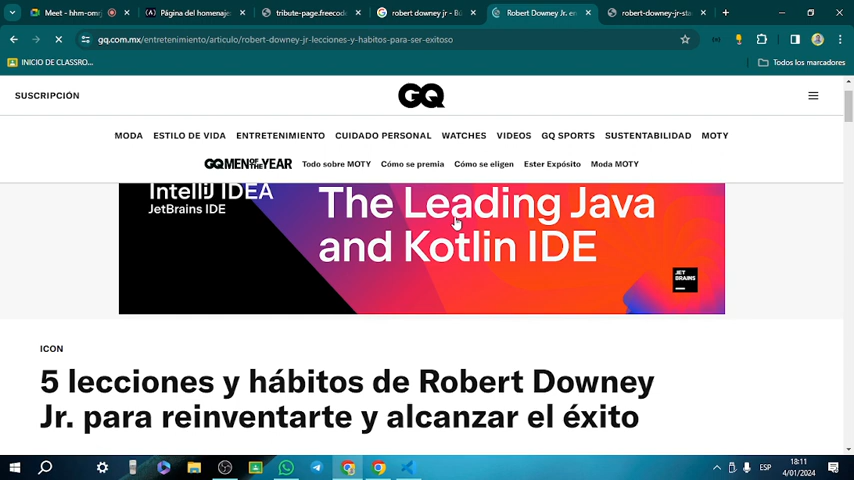 Meet - hhm-omrj
Página del homenaje
tribute-page.freecod
robert downey jr - Bú
Robert Downey Jr. en
robert-downey-jr-sta
gq.com.mx/entretenimiento/articulo/robert-downey-jr-lecciones-y-habitos-para-ser-exitoso
INICIO DE CLASSRO...
Todos los marcadores
SUSCRIPCIÓN
GQ
MODA ESTILO DE VIDA ENTRETENIMIENTO CUIDADO PERSONAL WATCHES VIDEOS GQ SPORTS SUSTENTABILIDAD MOTY
GQ MEN OF THE YEAR Todo sobre MOTY Cómo se premia Cómo se eligen Ester Expósito Moda MOTY
IntelliJ IDEA
JetBrains IDE
The Leading Java
and Kotlin IDE
JET
BRAINS
ICON
5 lecciones y hábitos de Robert Downey
Jr. para reinventarte y alcanzar el éxito
ESP
18:11
4/01/2024